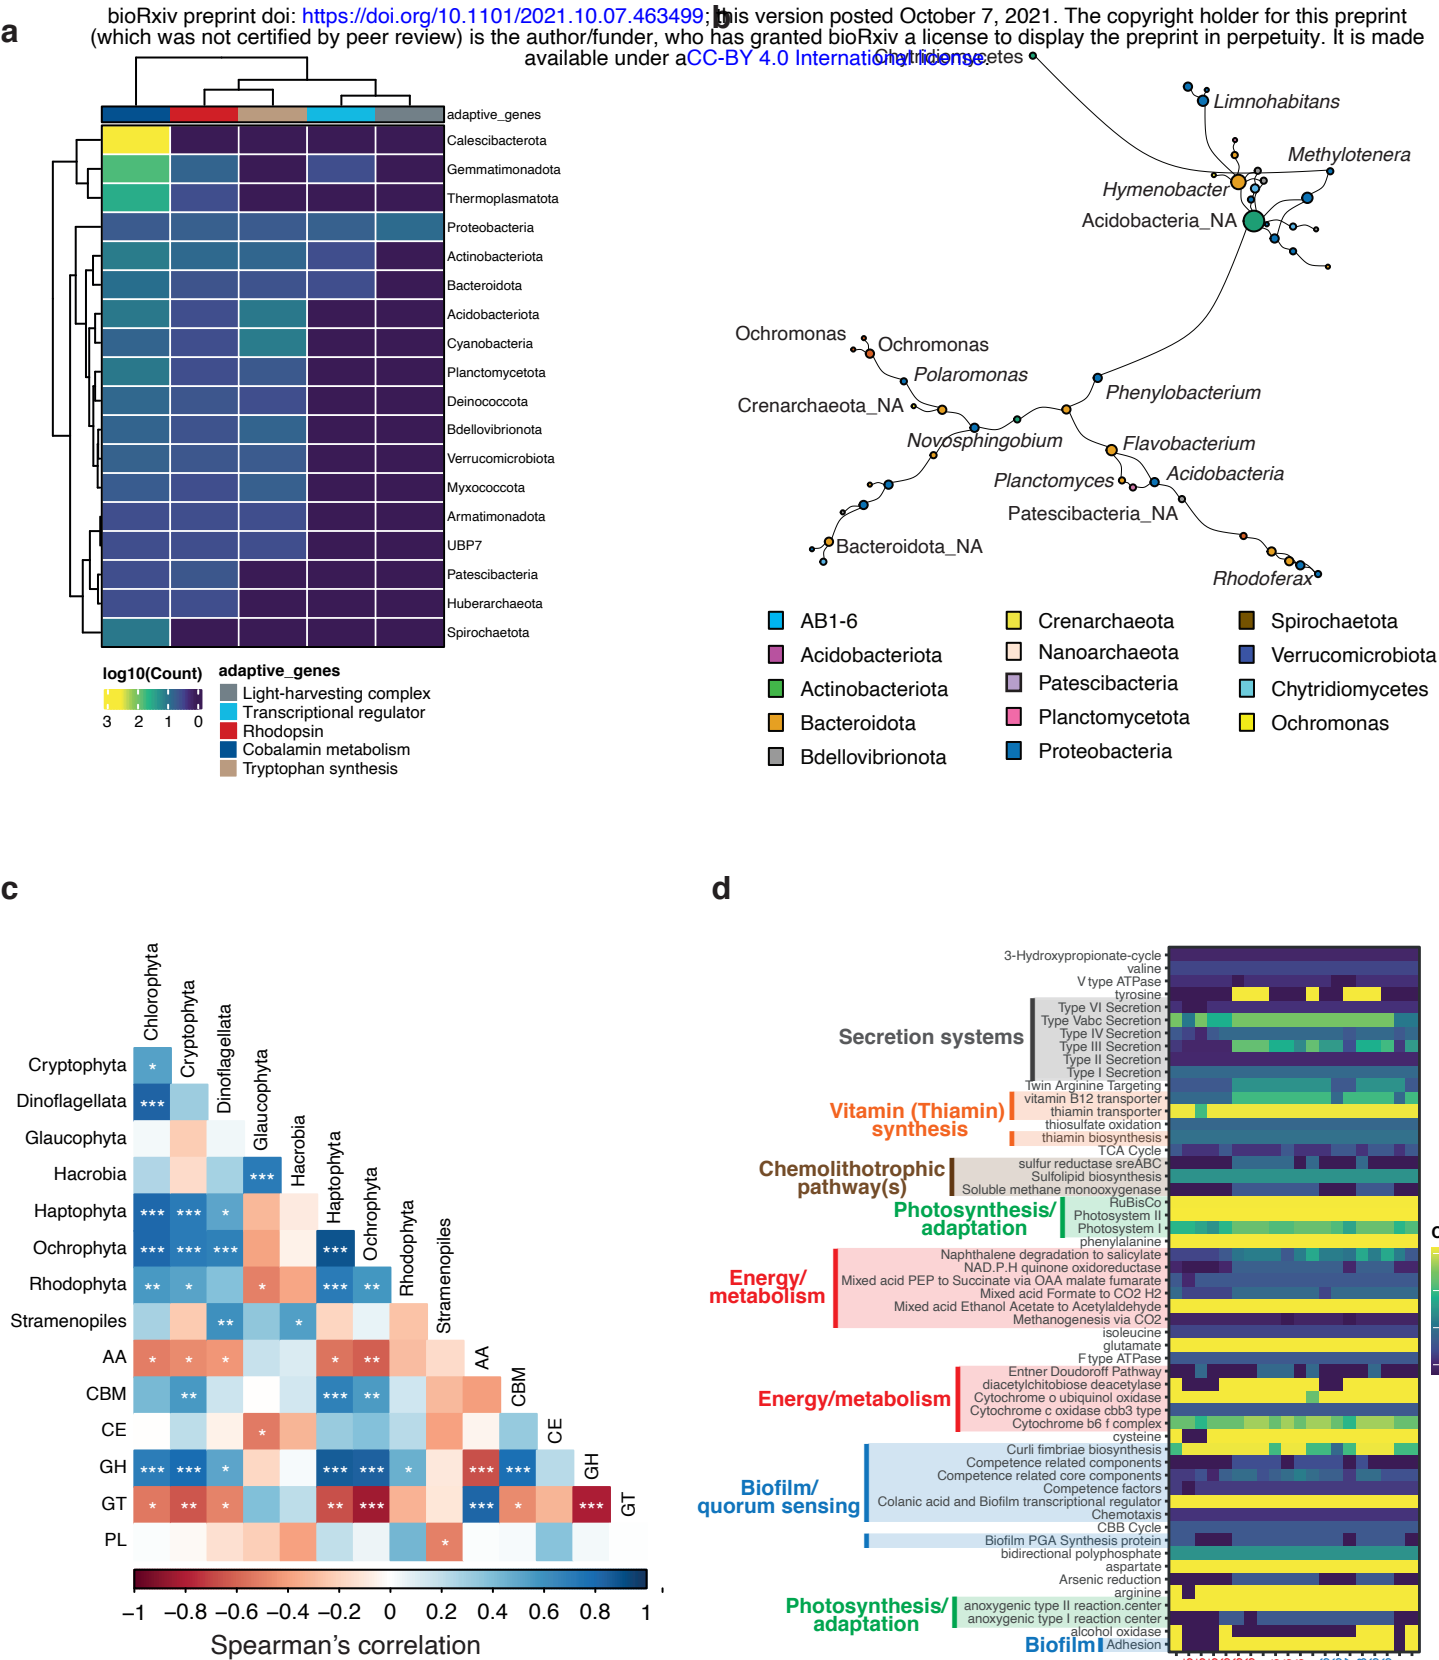 bioRxiv preprint doi: https://doi.org/10.1101/2021.10.07.463499; this version posted October 7, 2021. The copyright holder for this preprint
(which was not certified by peer review) is the author/funder, who has granted bioRxiv a license to display the preprint in perpetuity. It is made
available under aCC-BY 4.0 International license.
a
adaptive_genes
Calescibacterota
Gemmatimonadota
Thermoplasmatota
Proteobacteria
Actinobacteriota
Bacteroidota
Acidobacteriota
Cyanobacteria
Planctomycetota
Deinococcota
Bdellovibrionota
Verrucomicrobiota
Myxococcota
Armatimonadota
UBP7
Patescibacteria
Huberarchaeota
Spirochaetota
log10(Count)
3 2 1 0
adaptive_genes
Light-harvesting complex
Transcriptional regulator
Rhodopsin
Cobalamin metabolism
Tryptophan synthesis
b
Chytridiomycetes
Limnohabitans
Methylotenera
Hymenobacter
Acidobacteria_NA
Ochromonas
Ochromonas
Polaromonas
Phenylobacterium
Crenarchaeota_NA
Novosphingobium
Flavobacterium
Planctomyces
Acidobacteria
Patescibacteria_NA
Bacteroidota_NA
Rhodoferax
AB1-6
Acidobacteriota
Actinobacteriota
Bacteroidota
Bdellovibrionota
Crenarchaeota
Nanoarchaeota
Patescibacteria
Planctomycetota
Proteobacteria
Spirochaetota
Verrucomicrobiota
Chytridiomycetes
Ochromonas
c
Chlorophyta
Cryptophyta
Dinoflagellata
Glaucophyta
Hacrobia
Haptophyta
Ochrophyta
Rhodophyta
Stramenopiles
AA
CBM
CE
GH
GT
Cryptophyta *
Dinoflagellata ***
Glaucophyta
Hacrobia ***
Haptophyta *** *** *
Ochrophyta *** *** *** ***
Rhodophyta ** * * *** **
Stramenopiles ** *
AA * * * * **
CBM ** *** **
CE *
GH *** *** * *** *** * *** ***
GT * ** * ** *** *** * ***
PL *
−1 −0.8 −0.6 −0.4 −0.2 0 0.2 0.4 0.6 0.8 1
Spearman's correlation
d
3-Hydroxypropionate-cycle
valine
V type ATPase
tyrosine
Type VI Secretion
Type Vabc Secretion
Type IV Secretion
Type III Secretion
Type II Secretion
Type I Secretion
Twin Arginine Targeting
vitamin B12 transporter
thiamin transporter
thiosulfate oxidation
thiamin biosynthesis
TCA Cycle
sulfur reductase sreABC
Sulfolipid biosynthesis
Soluble methane monooxygenase
RuBisCo
Photosystem II
Photosystem I
phenylalanine
Naphthalene degradation to salicylate
NAD.P.H quinone oxidoreductase
Mixed acid PEP to Succinate via OAA malate fumarate
Mixed acid Formate to CO2 H2
Mixed acid Ethanol Acetate to Acetylaldehyde
Methanogenesis via CO2
isoleucine
glutamate
F type ATPase
Entner Doudoroff Pathway
diacetylchitobiose deacetylase
Cytochrome o ubiquinol oxidase
Cytochrome c oxidase cbb3 type
Cytochrome b6 f complex
cysteine
Curli fimbriae biosynthesis
Competence related components
Competence related core components
Competence factors
Colanic acid and Biofilm transcriptional regulator
Chemotaxis
CBB Cycle
Biofilm PGA Synthesis protein
bidirectional polyphosphate
aspartate
Arsenic reduction
arginine
anoxygenic type II reaction.center
anoxygenic type I reaction center
alcohol oxidase
Adhesion
Secretion systems
Vitamin (Thiamin)
synthesis
Chemolithotrophic
pathway(s)
Photosynthesis/
adaptation
Energy/
metabolism
Energy/metabolism
Biofilm/
quorum sensing
Photosynthesis/
adaptation
Biofilm